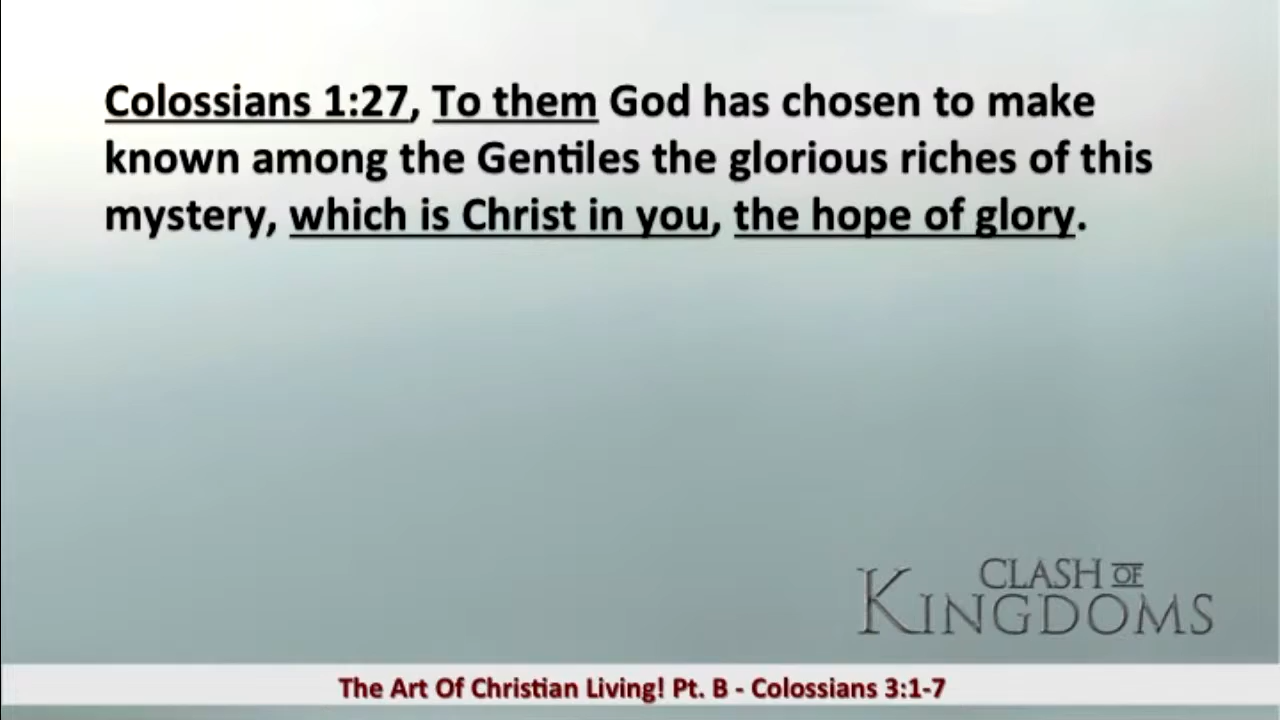 Colossians 1:27, To them God has chosen to make
known among the Gentiles the glorious riches of this
mystery, which is Christ in you, the hope of glory.
CLASH OF
KINGDOMS
The Art Of Christian Living! Pt. B - Colossians 3:1-7